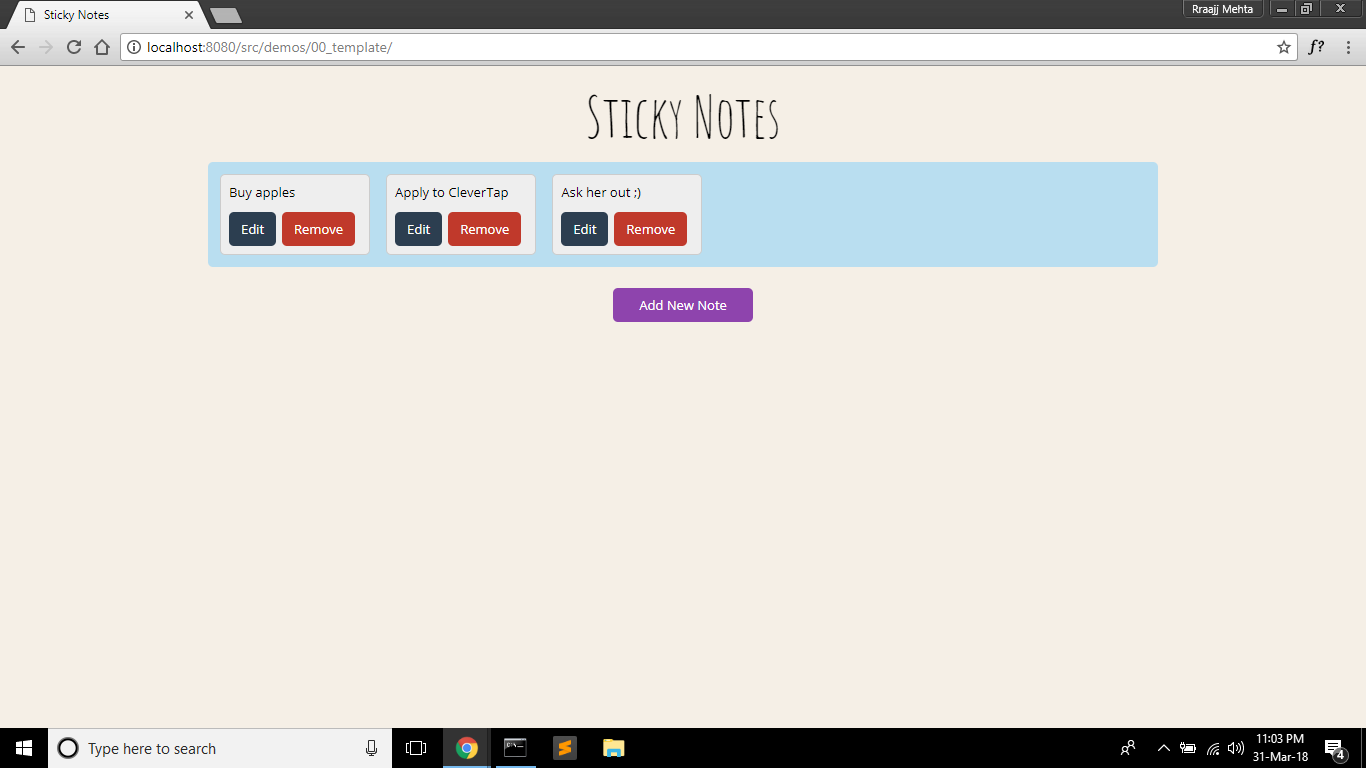 Sticky Notes
Rraajj Mehta
localhost:8080/src/demos/00_template/
f?
Sticky Notes
Buy apples
Apply to CleverTap
Ask her out ;)
Edit Remove
Edit Remove
Edit Remove
Add New Note
Type here to search
11:03 PM
31-Mar-18
4